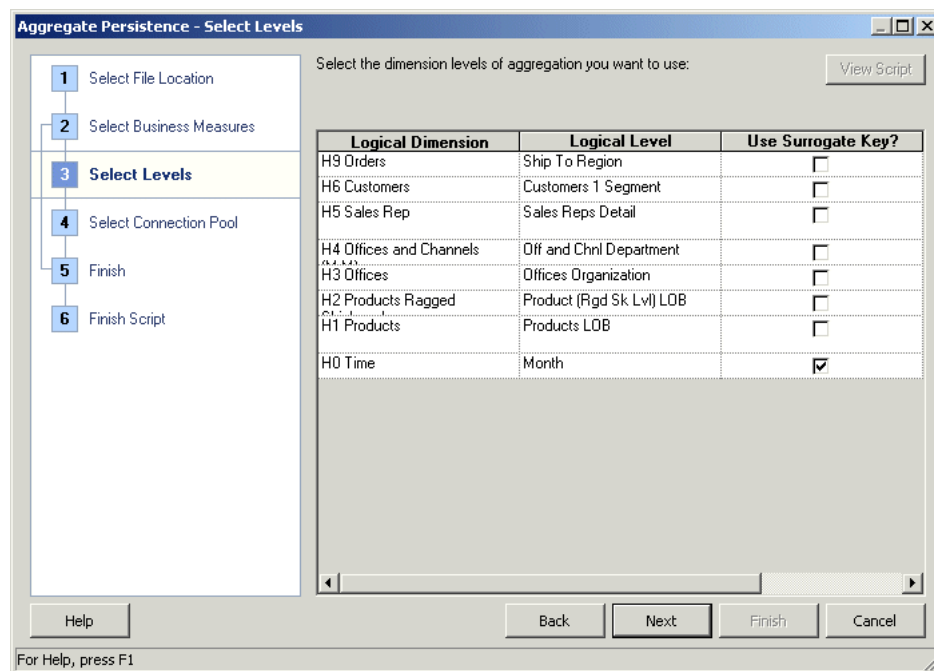 Aggregate Persistence - Select Levels
1 Select File Location
2 Select Business Measures
3 Select Levels
4 Select Connection Pool
5 Finish
6 Finish Script
Select the dimension levels of aggregation you want to use:
View Script
Logical Dimension Logical Level Use Surrogate Key?
H9 Orders Ship To Region
H6 Customers Customers 1 Segment
H5 Sales Rep Sales Reps Detail
H4 Offices and Channels Off and Chnl Department
H3 Offices Offices Organization
H2 Products Ragged Product (Rgd Sk Lvl) LOB
H1 Products Products LOB
H0 Time Month
Help Back Next Finish Cancel
For Help, press F1